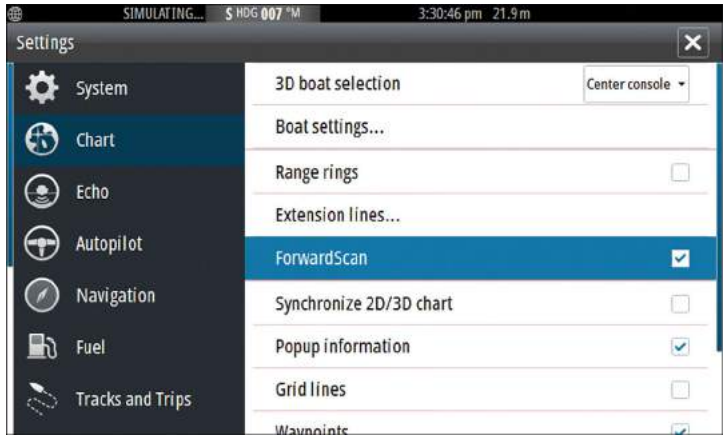 SIMULATING... S HDG 007 °M 3:30:46 pm 21.9 m
Settings
System
Chart
Echo
Autopilot
Navigation
Fuel
Tracks and Trips
3D boat selection Center console
Boat settings...
Range rings
Extension lines...
ForwardScan
Synchronize 2D/3D chart
Popup information
Grid lines
Waypoints